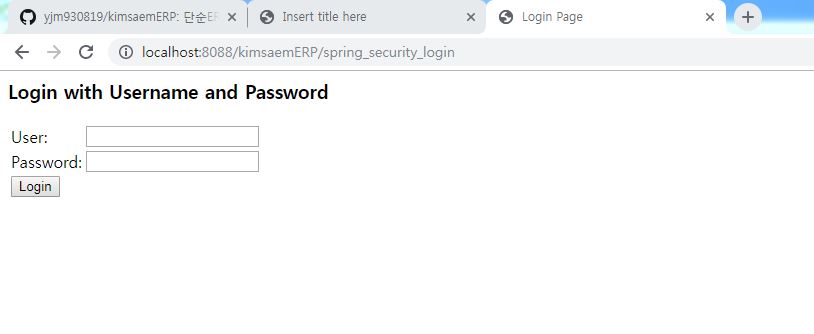 yjm930819/kimsaemERP: 단순ER
Insert title here
Login Page
localhost:8088/kimsaemERP/spring_security_login
Login with Username and Password
User:
Password:
Login